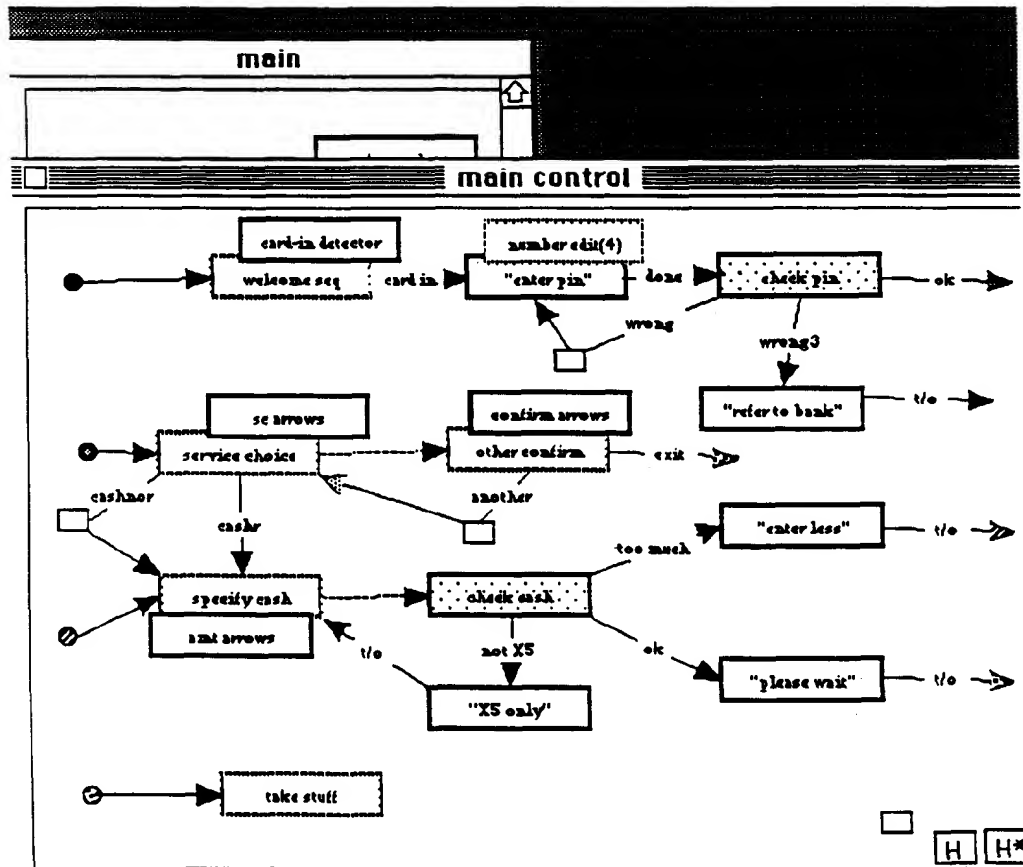 main
main control
card-in detector
number edit(4)
welcome seq
card in
"enter pin"
done
check pin
ok
wrong
wrong3
"refer to bank"
t/o
sc arrows
confirm arrows
service choice
other confirm
exit
cashnor
another
cashr
"enter less"
t/o
too much
specify cash
check cash
amt arrows
t/o
not X5
ok
"please wait"
t/o
"X5 only"
take stuff
H
H*